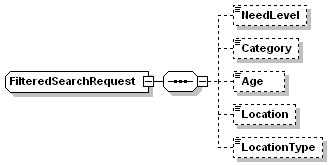 NeedLevel
Category
FilteredSearchRequest
Age
Location
LocationType